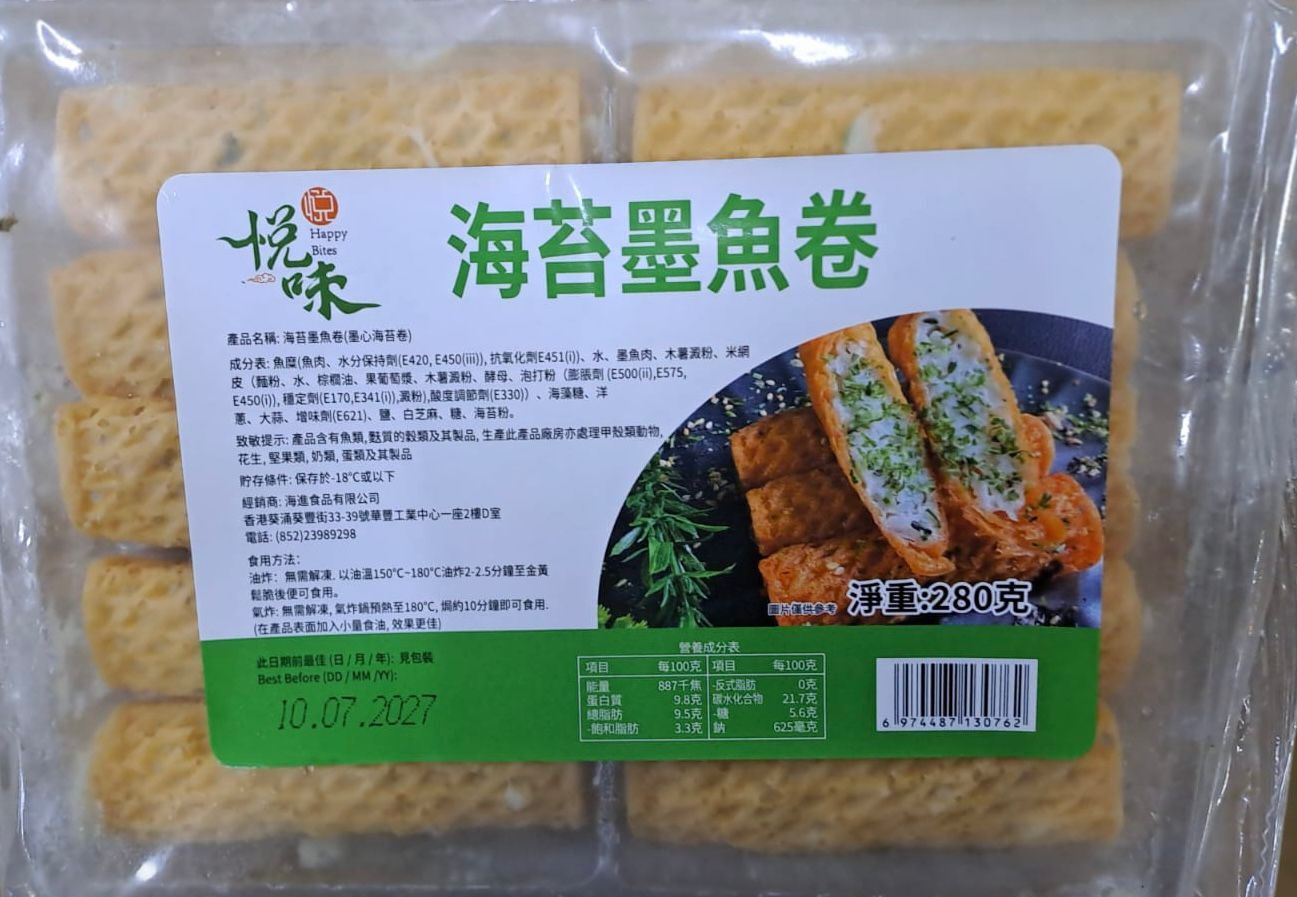 悦味
Happy
Bites
海苔墨魚卷
產品名稱: 海苔墨魚卷(墨心海苔卷)
成分表: 魚糜(魚肉、水分保持劑(E420, E450(iii)), 抗氧化劑E451(i))、水、墨魚肉、木薯澱粉、米網
皮（麵粉、水、棕櫚油、果葡萄漿、木薯澱粉、酵母、泡打粉（膨脹劑 (E500(ii),E575,
E450(i)), 穩定劑(E170,E341(i)),澱粉),酸度調節劑(E330)）、海藻糖、洋
蔥、大蒜、增味劑(E621)、鹽、白芝麻、糖、海苔粉。
致敏提示: 產品含有魚類,麩質的穀類及其製品, 生產此產品廠房亦處理甲殼類動物,
花生, 堅果類, 奶類, 蛋類及其製品
貯存條件: 保存於-18°C或以下
經銷商: 海進食品有限公司
香港葵涌葵豐街33-39號華豐工業中心一座2樓D室
電話: (852)23989298
食用方法:
油炸: 無需解凍. 以油溫150°C~180°C油炸2-2.5分鐘至金黃
鬆脆後便可食用。
氣炸: 無需解凍, 氣炸鍋預熱至180°C, 焗約10分鐘即可食用.
(在產品表面加入小量食油, 效果更佳)
圖片僅供參考
淨重:280克
此日期前最佳 (日 / 月 / 年): 見包裝
Best Before (DD / MM /YY):
10.07.2027
營養成分表
項目 每100克 項目 每100克
能量 887千焦 -反式脂肪 0克
蛋白質 9.8克 碳水化合物 21.7克
總脂肪 9.5克 -糖 5.6克
-飽和脂肪 3.3克 鈉 625毫克
6 974487 130762